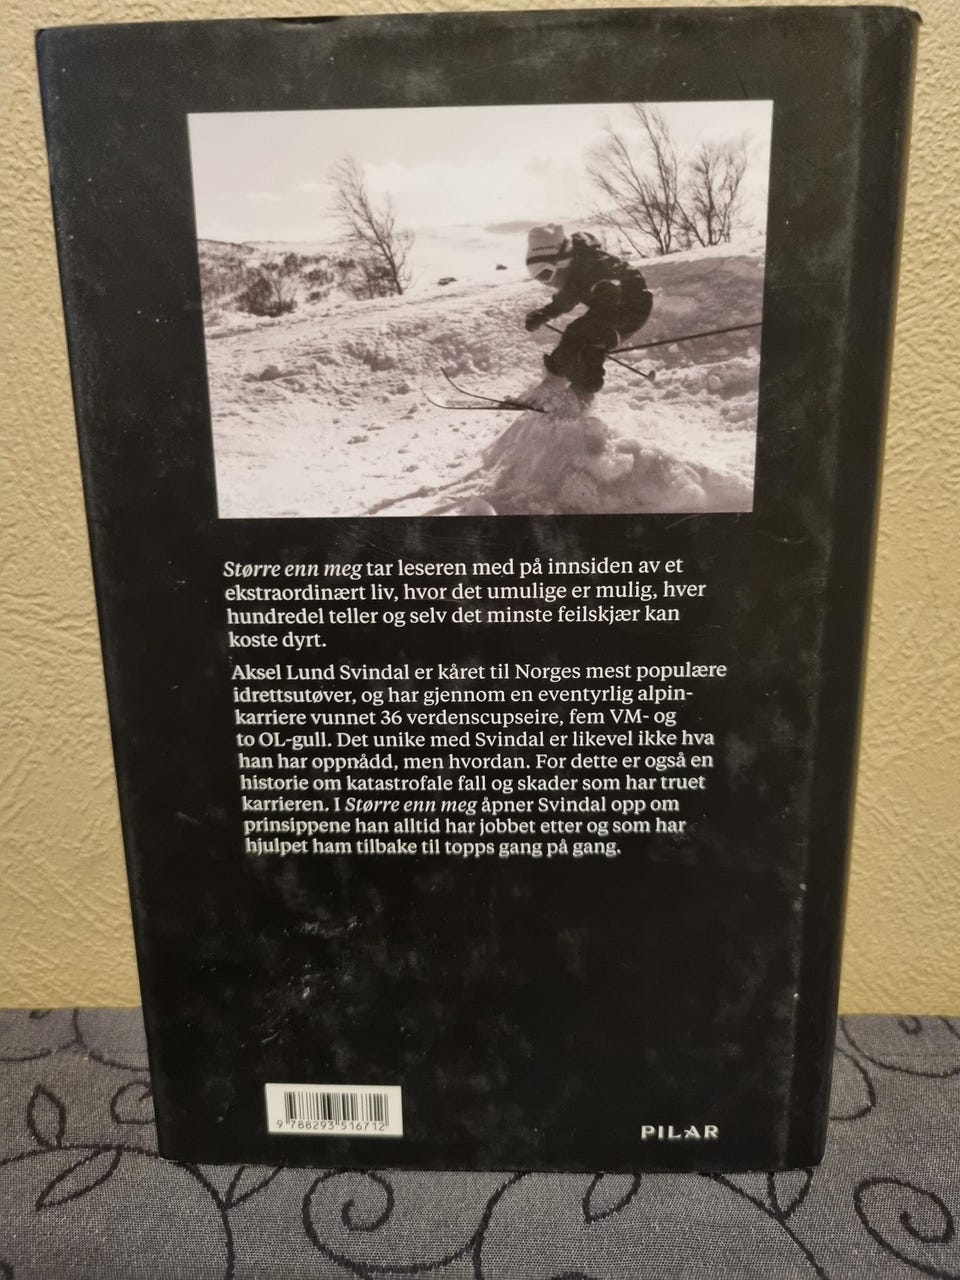 Større enn meg tar leseren med på innsiden av et
ekstraordinært liv, hvor det umulige er mulig, hver
hundredel teller og selv det minste feilskjær kan
koste dyrt.
Aksel Lund Svindal er kåret til Norges mest populære
idrettsutøver, og har gjennom en eventyrlig alpin-
karriere vunnet 36 verdenscupseire, fem VM- og
to OL-gull. Det unike med Svindal er likevel ikke hva
han har oppnådd, men hvordan. For dette er også en
historie om katastrofale fall og skader som har truet
karrieren. I Større enn meg åpner Svindal opp om
prinsippene han alltid har jobbet etter og som har
hjulpet ham tilbake til topps gang på gang.
9 788293 516712
PILAR